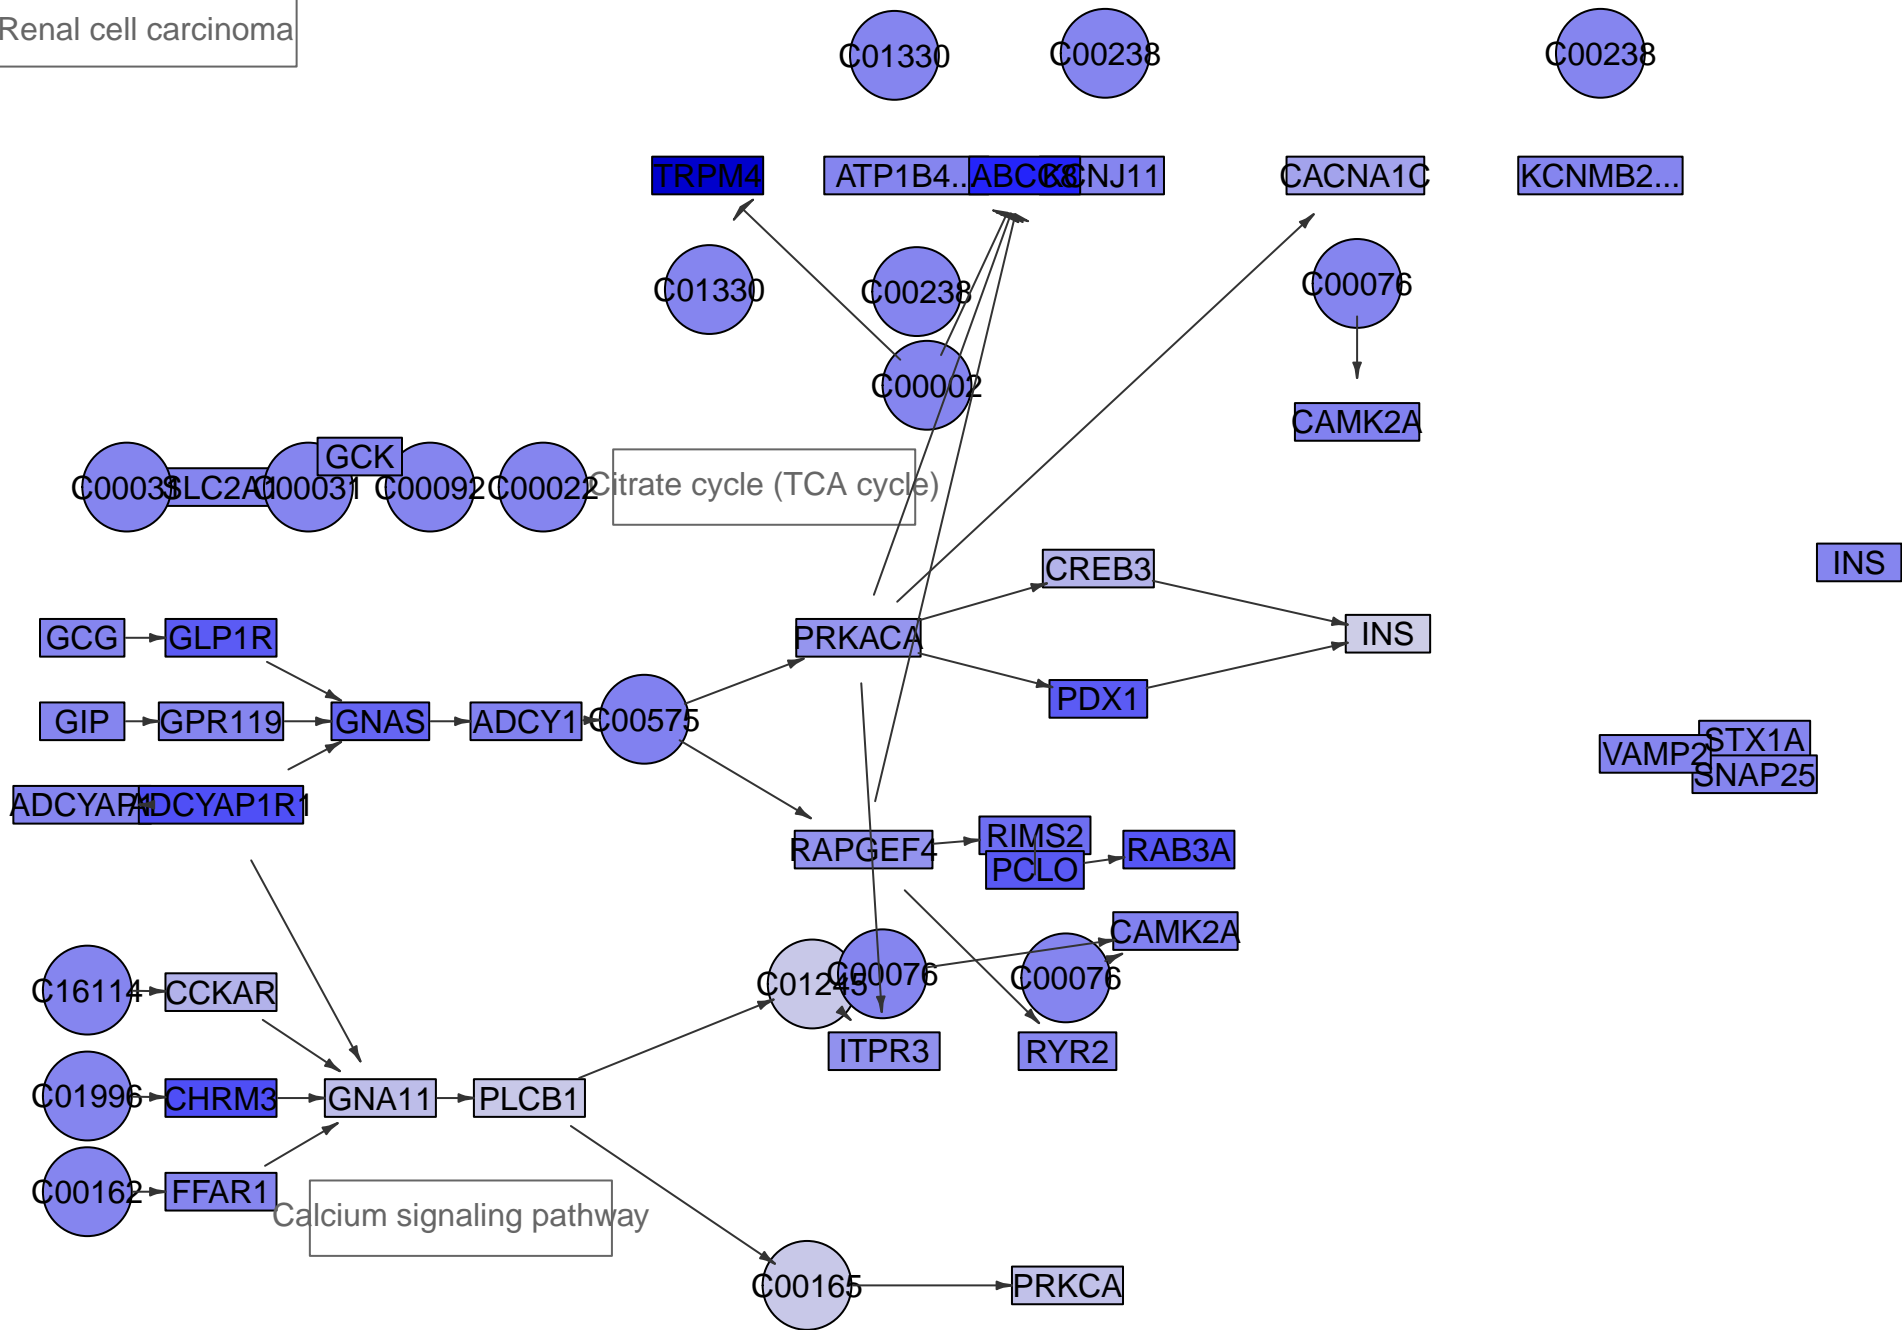 Renal cell carcinoma
C01330
C00238
C00238
TRPM4
ATP1B4...
ABCC8
KCNJ11
CACNA1C
KCNMB2...
C01330
C00238
C00076
C00002
CAMK2A
C00031
SLC2A1
C00031
GCK
C00092
C00022
Citrate cycle (TCA cycle)
CREB3
INS
GCG
GLP1R
PRKACA
INS
GIP
GPR119
GNAS
ADCY1
C00575
PDX1
VAMP2
STX1A
SNAP25
ADCYAP1
ADCYAP1R1
RAPGEF4
RIMS2
PCLO
RAB3A
CAMK2A
C16114
CCKAR
C01245
C00076
C00076
ITPR3
RYR2
C01996
CHRM3
GNA11
PLCB1
C00162
FFAR1
Calcium signaling pathway
C00165
PRKCA